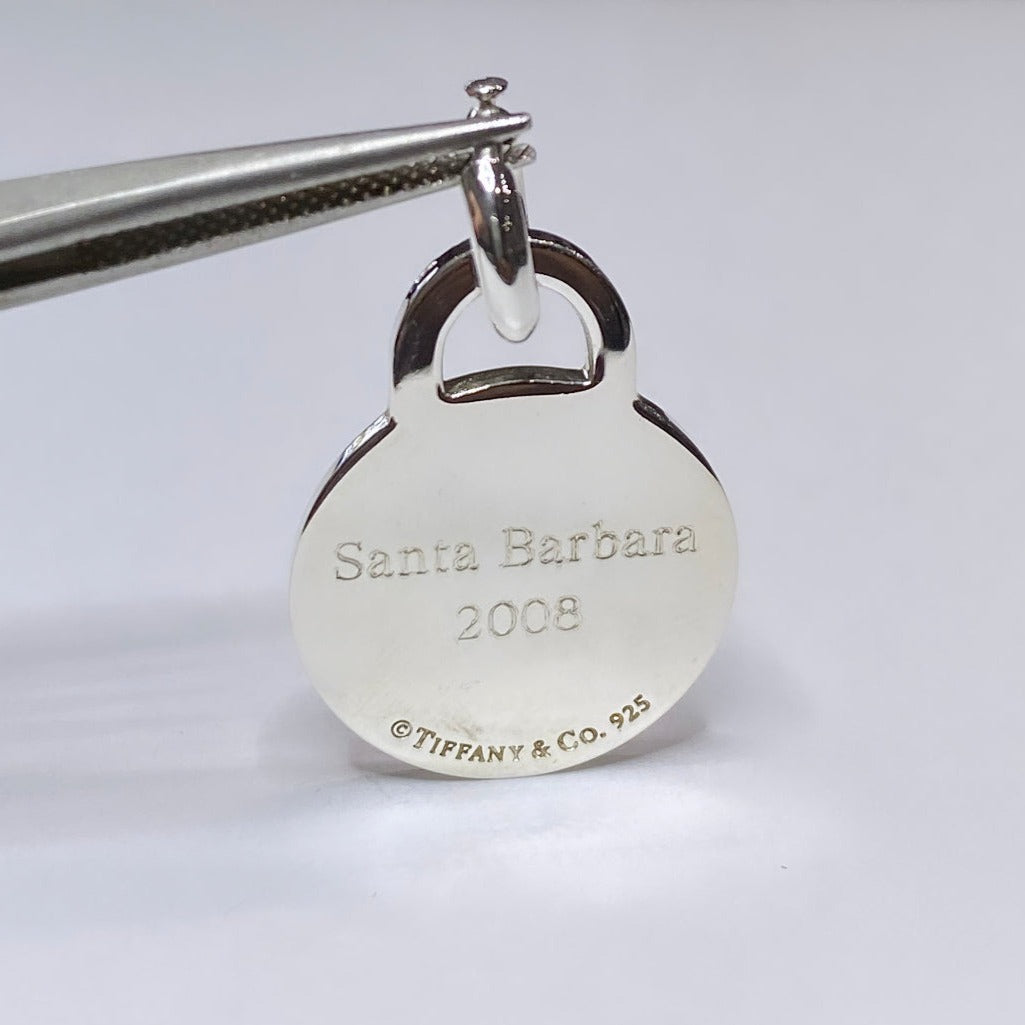 Santa Barbara
2008
©TIFFANY & CO. 925